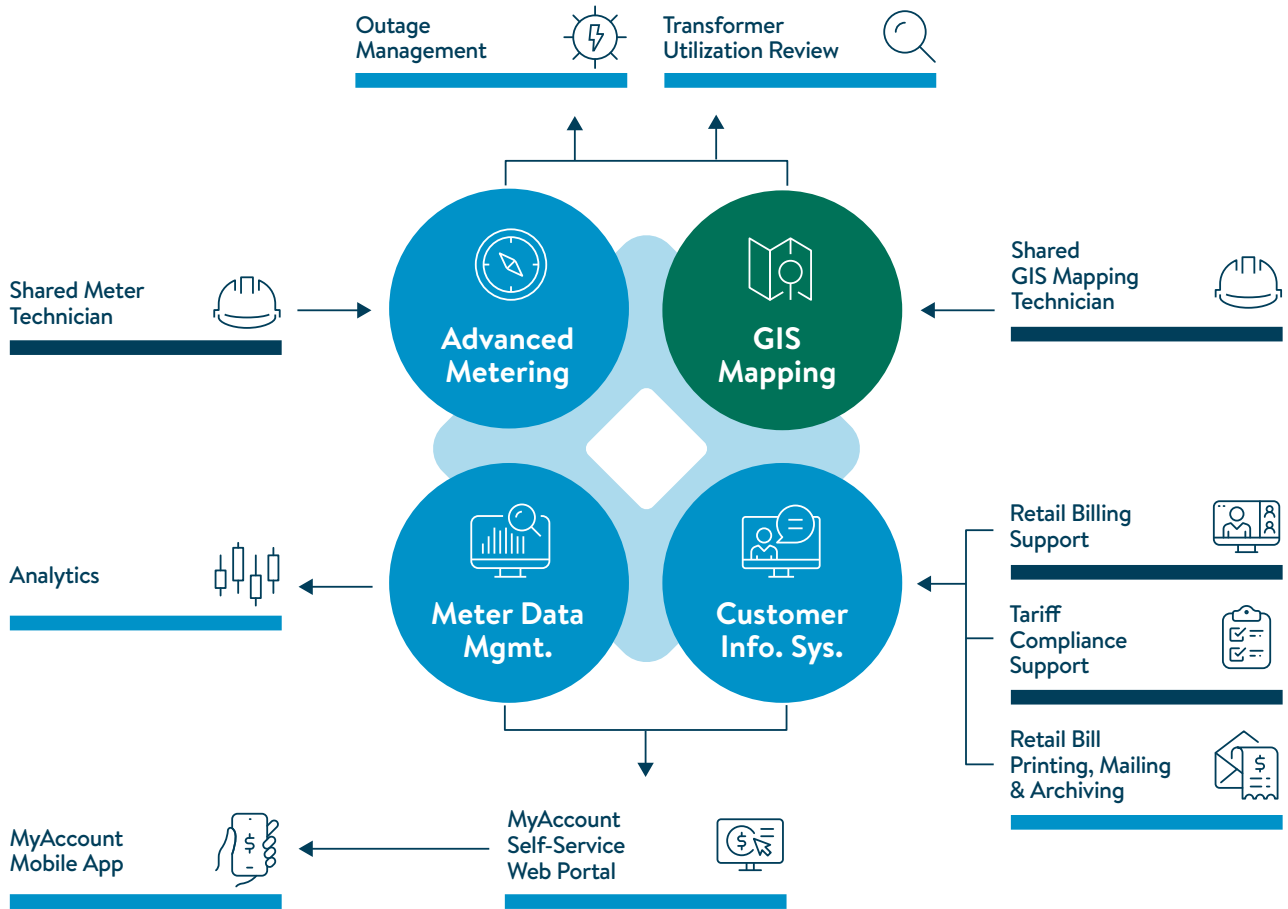 Outage
Management
Transformer
Utilization Review
Shared Meter
Technician
Advanced
Metering
GIS
Mapping
Shared
GIS Mapping
Technician
Analytics
Meter Data
Mgmt.
Customer
Info. Sys.
Retail Billing
Support
Tariff
Compliance
Support
Retail Bill
Printing, Mailing
& Archiving
$
MyAccount
Mobile App
$
MyAccount
Self-Service
Web Portal
$